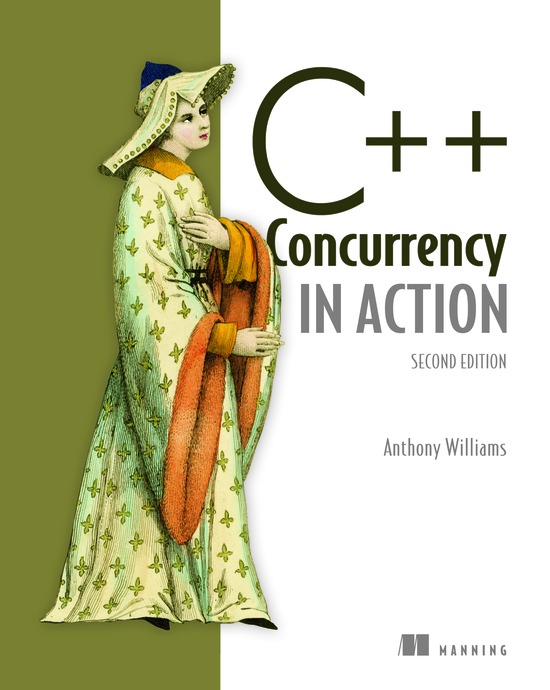 C++
Concurrency
IN ACTION
SECOND EDITION
Anthony Williams
MANNING